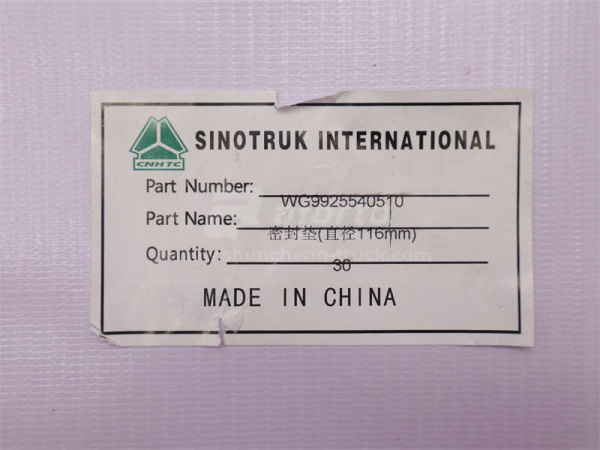 CNHTC
SINOTRUK INTERNATIONAL
Part Number: WG9925540510
Part Name: 密封垫(直径116mm)
Quantity: 30
MADE IN CHINA